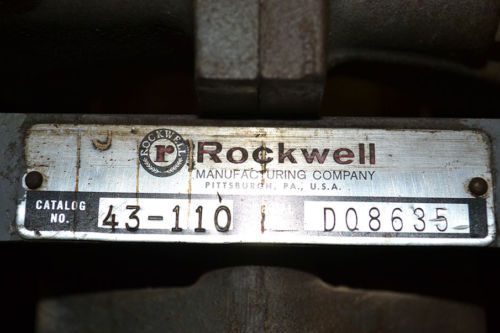 ROCKWELL
r
Rockwell
MANUFACTURING COMPANY
PITTSBURGH, PA., U.S.A.
CATALOG NO. 43-110 DQ8635